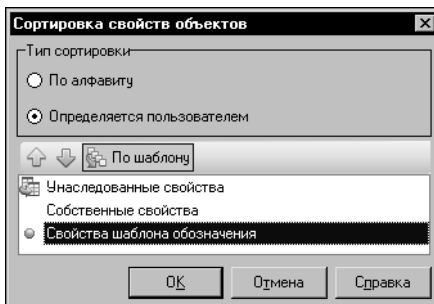 Сортировка свойств объектов
Тип сортировки
По алфавиту
Определяется пользователем
По шаблону
Унаследованные свойства
Собственные свойства
Свойства шаблона обозначения
OK
Отмена
Справка